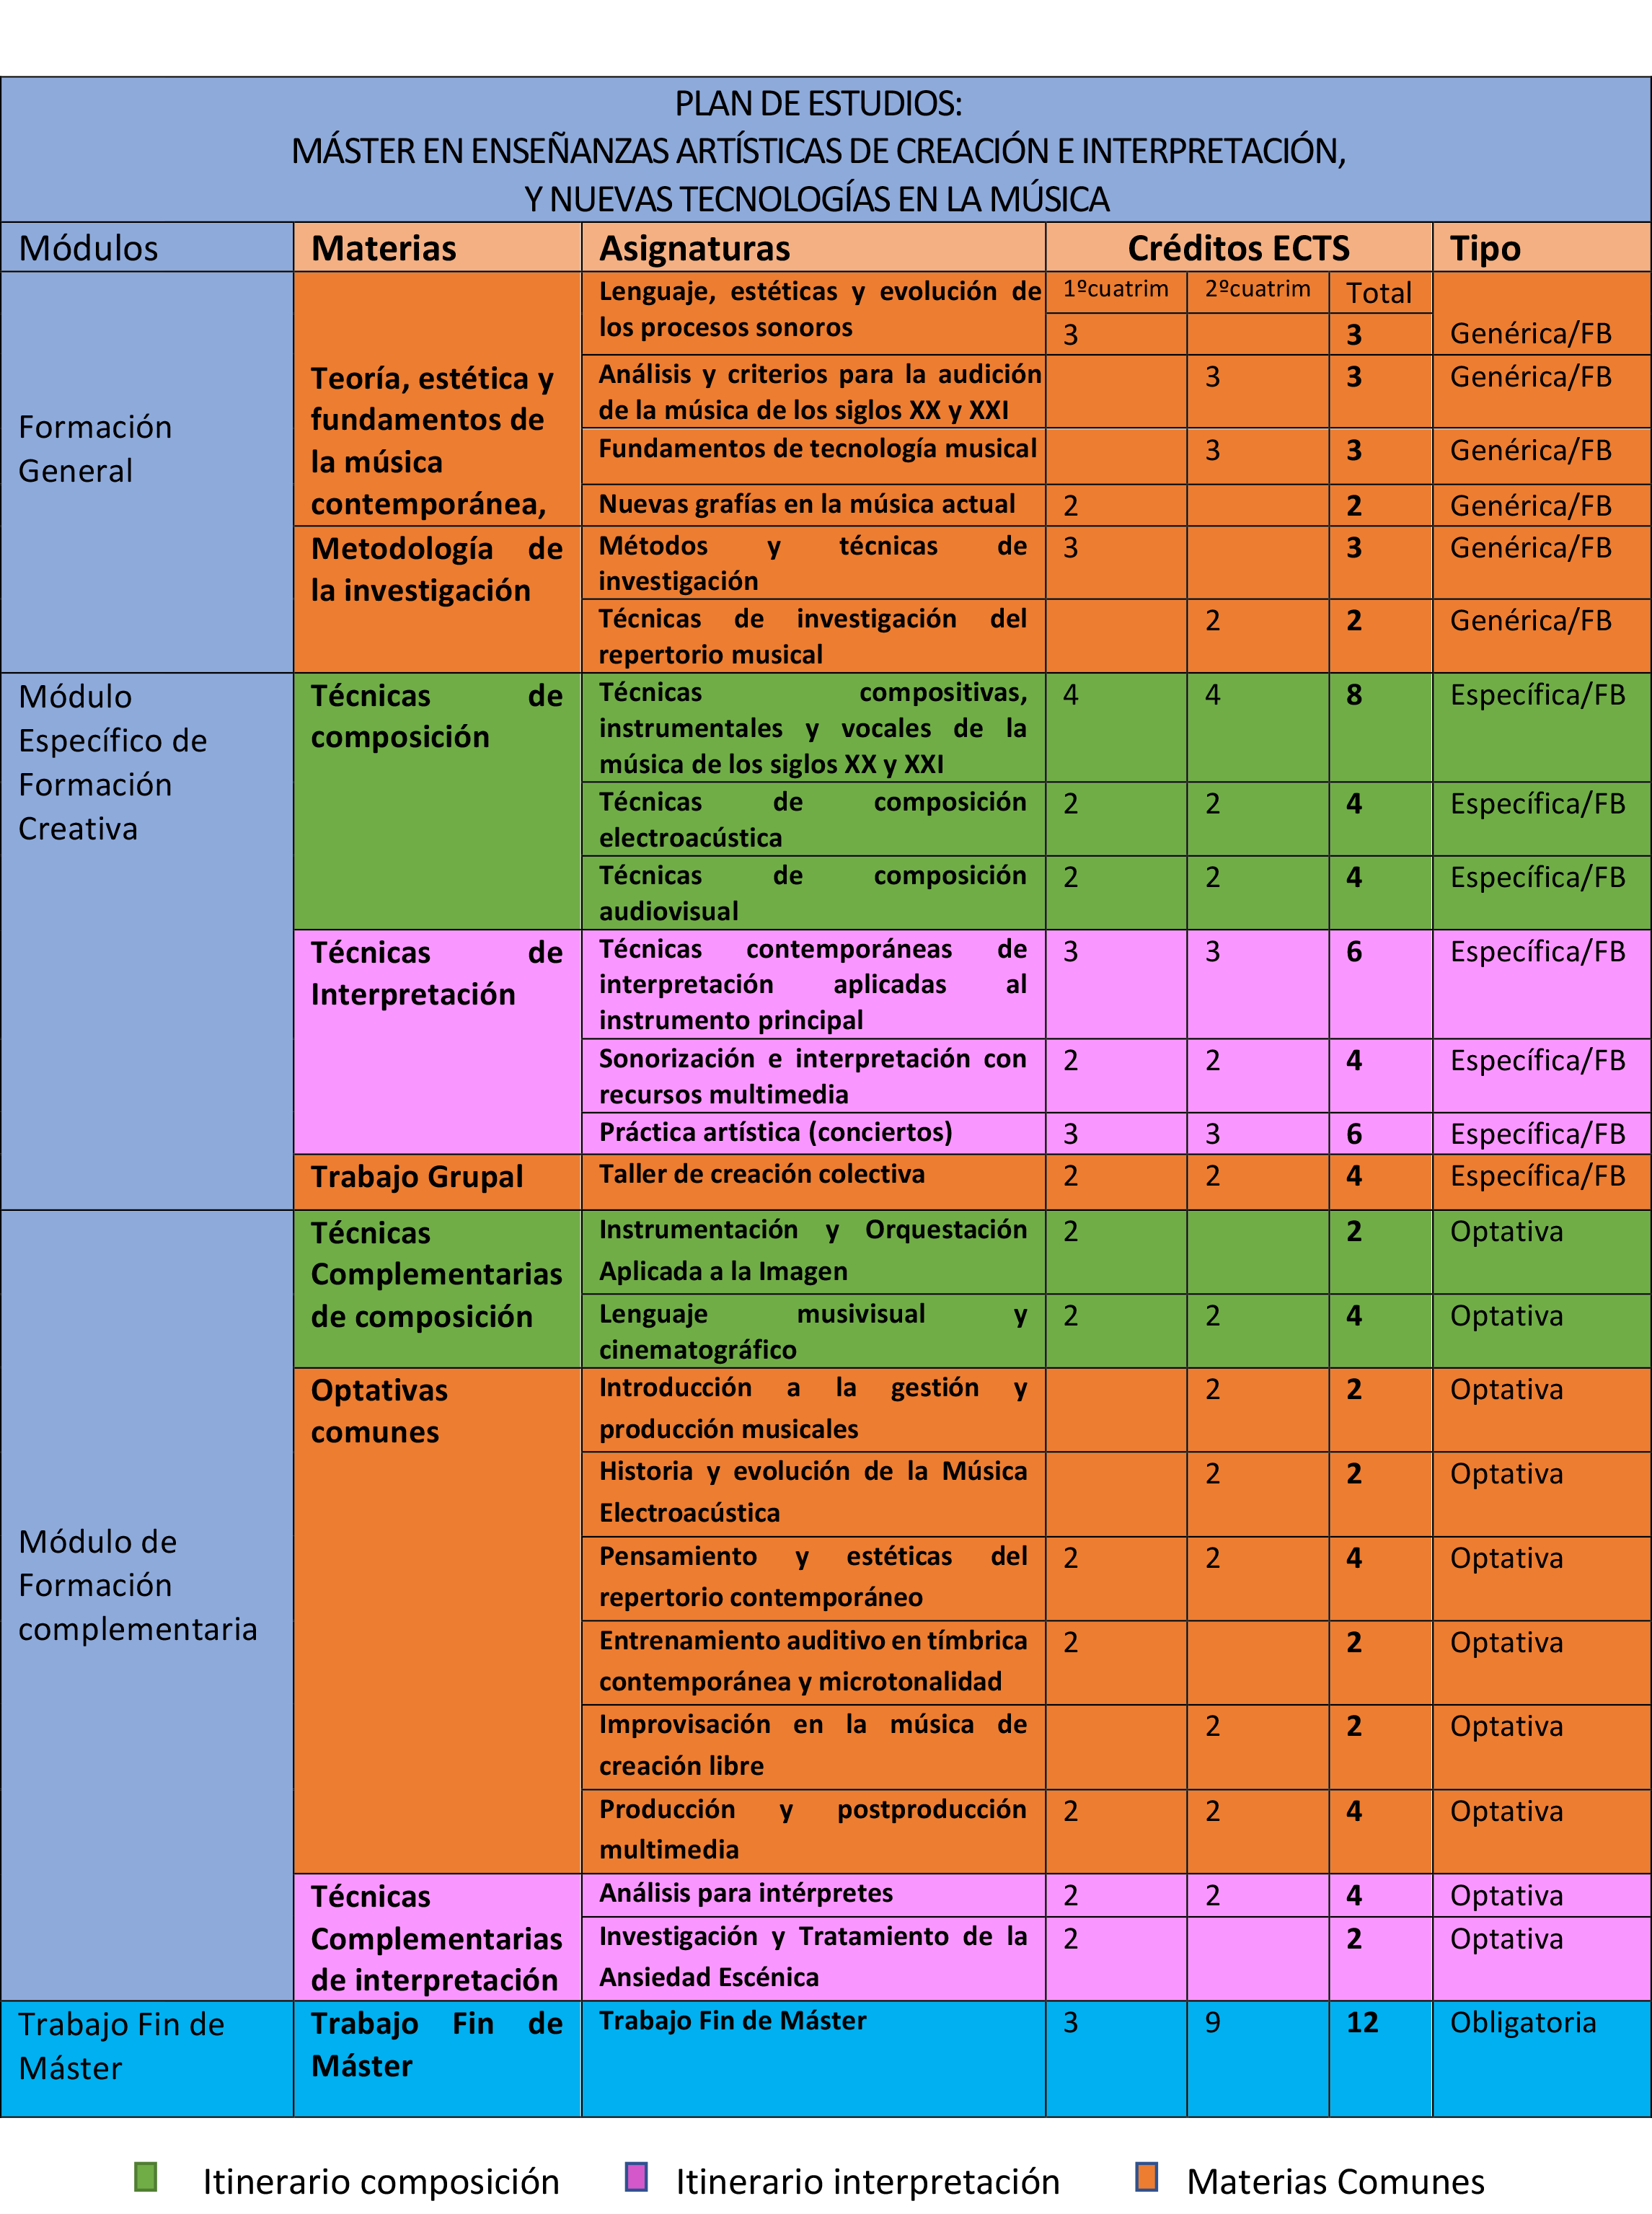 PLAN DE ESTUDIOS:
MÁSTER EN ENSEÑANZAS ARTÍSTICAS DE CREACIÓN E INTERPRETACIÓN,
Y NUEVAS TECNOLOGÍAS EN LA MÚSICA
Módulos Materias Asignaturas Créditos ECTS Tipo
Formación
General
Teoría, estética y
fundamentos de
la música
contemporánea,
Lenguaje, estéticas y evolución de
los procesos sonoros
1ºcuatrim 2ºcuatrim Total
3 3 Genérica/FB
Análisis y criterios para la audición
de la música de los siglos XX y XXI
3 3 Genérica/FB
Fundamentos de tecnología musical 3 3 Genérica/FB
Nuevas grafías en la música actual 2 2 Genérica/FB
Metodología de
la investigación
Métodos y técnicas de
investigación
3 3 Genérica/FB
Técnicas de investigación del
repertorio musical
2 2 Genérica/FB
Módulo
Específico de
Formación
Creativa
Técnicas de
composición
Técnicas compositivas,
instrumentales y vocales de la
música de los siglos XX y XXI
4 4 8 Específica/FB
Técnicas de composición
electroacústica
2 2 4 Específica/FB
Técnicas de composición
audiovisual
2 2 4 Específica/FB
Técnicas de
Interpretación
Técnicas contemporáneas de
interpretación aplicadas al
instrumento principal
3 3 6 Específica/FB
Sonorización e interpretación con
recursos multimedia
2 2 4 Específica/FB
Práctica artística (conciertos) 3 3 6 Específica/FB
Trabajo Grupal Taller de creación colectiva 2 2 4 Específica/FB
Módulo de
Formación
complementaria
Técnicas
Complementarias
de composición
Instrumentación y Orquestación
Aplicada a la Imagen
2 2 Optativa
Lenguaje musivisual y
cinematográfico
2 2 4 Optativa
Optativas
comunes
Introducción a la gestión y
producción musicales
2 2 Optativa
Historia y evolución de la Música
Electroacústica
2 2 Optativa
Pensamiento y estéticas del
repertorio contemporáneo
2 2 4 Optativa
Entrenamiento auditivo en tímbrica
contemporánea y microtonalidad
2 2 Optativa
Improvisación en la música de
creación libre
2 2 Optativa
Producción y postproducción
multimedia
2 2 4 Optativa
Técnicas
Complementarias
de interpretación
Análisis para intérpretes 2 2 4 Optativa
Investigación y Tratamiento de la
Ansiedad Escénica
2 2 Optativa
Trabajo Fin de
Máster
Trabajo Fin de
Máster
Trabajo Fin de Máster 3 9 12 Obligatoria
Itinerario composición Itinerario interpretación Materias Comunes